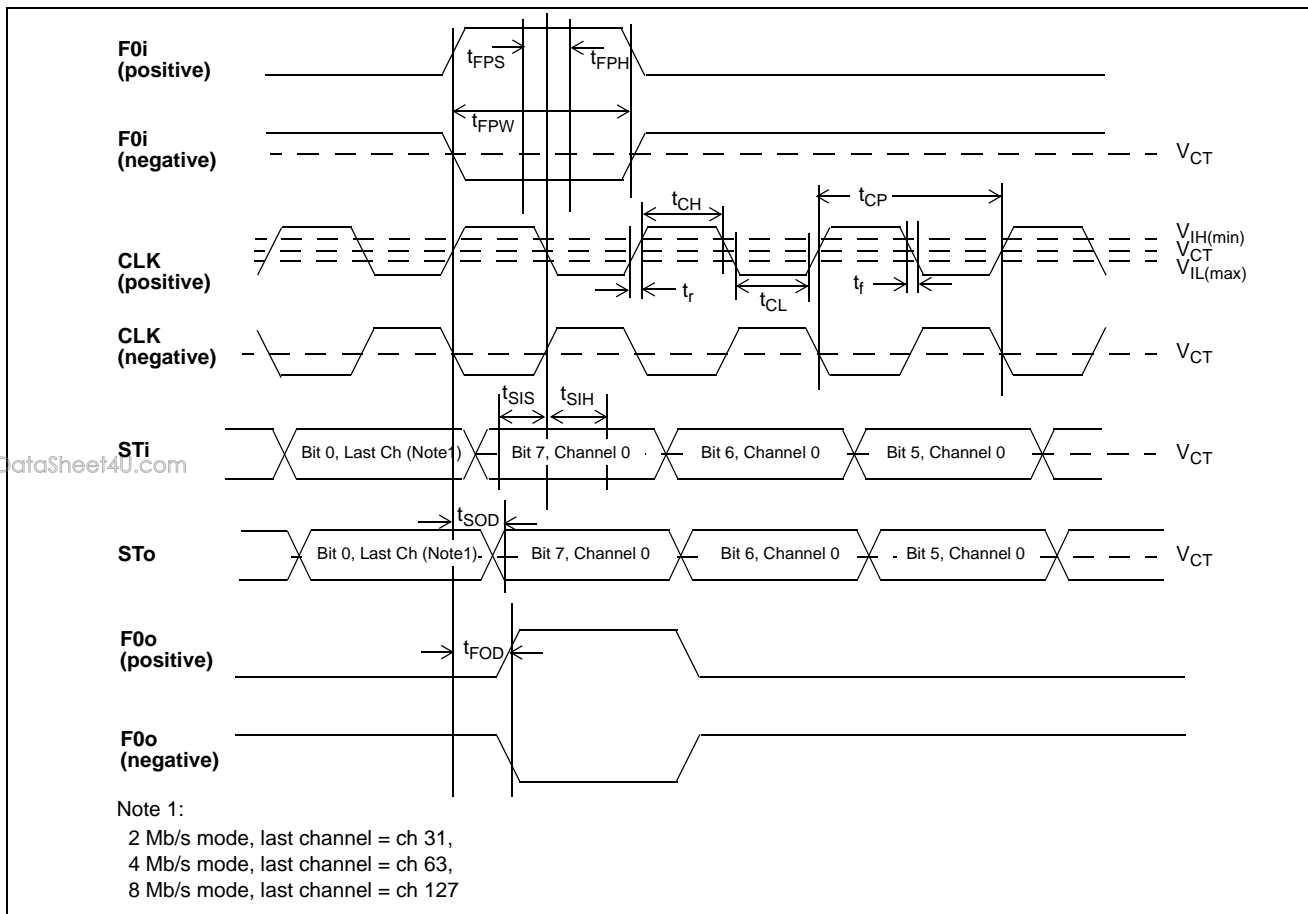 F0i
(positive)
tFPS
tFPH
tFPW
F0i
(negative)
VCT
tCH
tCP
CLK
(positive)
VIH(min)
VCT
VIL(max)
tr
tCL
tf
CLK
(negative)
VCT
tSIS
tSIH
STi
Bit 0, Last Ch (Note1)
Bit 7, Channel 0
Bit 6, Channel 0
Bit 5, Channel 0
VCT
DataSheet4U.com
tSOD
STo
Bit 0, Last Ch (Note1)
Bit 7, Channel 0
Bit 6, Channel 0
Bit 5, Channel 0
VCT
F0o
(positive)
tFOD
F0o
(negative)
Note 1:
2 Mb/s mode, last channel = ch 31,
4 Mb/s mode, last channel = ch 63,
8 Mb/s mode, last channel = ch 127